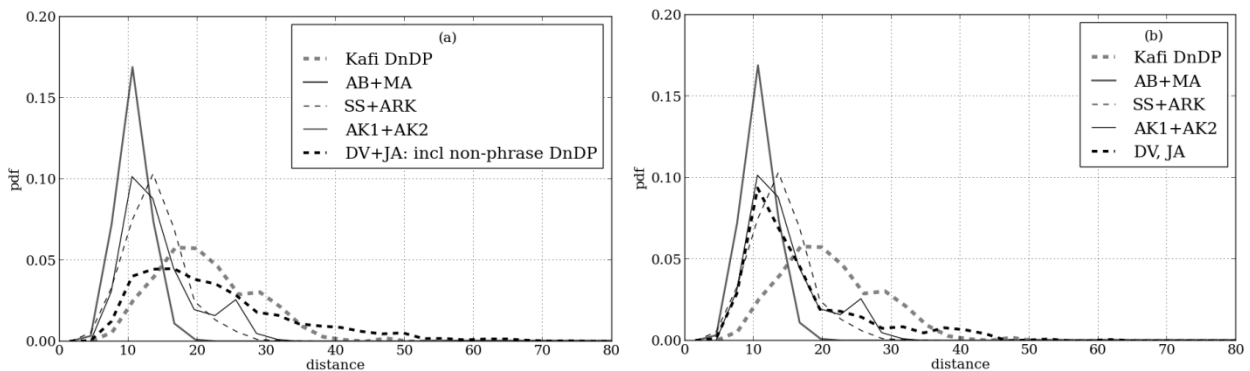 (a)
Kafi DnDP
AB+MA
SS+ARK
AK1+AK2
DV+JA: incl non-phrase DnDP
pdf
0.20
0.15
0.10
0.05
0.00
0 10 20 30 40 50 60 70 80
distance
(b)
Kafi DnDP
AB+MA
SS+ARK
AK1+AK2
DV, JA
pdf
0.20
0.15
0.10
0.05
0.00
0 10 20 30 40 50 60 70 80
distance